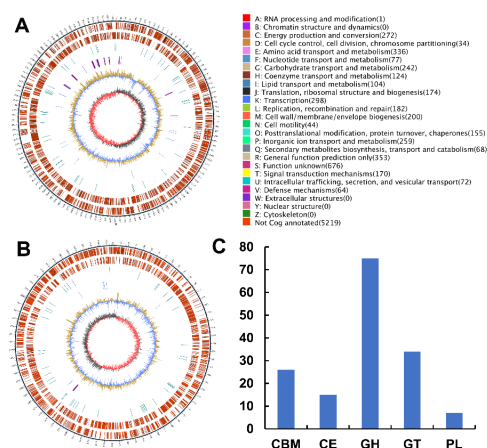 A
A: RNA processing and modification(1)
B: Chromatin structure and dynamics(0)
C: Energy production and conversion(272)
D: Cell cycle control, cell division, chromosome partitioning(34)
E: Amino acid transport and metabolism(336)
F: Nucleotide transport and metabolism(77)
G: Carbohydrate transport and metabolism(242)
H: Coenzyme transport and metabolism(124)
I: Lipid transport and metabolism(104)
J: Translation, ribosomal structure and biogenesis(174)
K: Transcription(298)
L: Replication, recombination and repair(182)
M: Cell wall/membrane/envelope biogenesis(200)
N: Cell motility(44)
O: Posttranslational modification, protein turnover, chaperones(155)
P: Inorganic ion transport and metabolism(259)
Q: Secondary metabolites biosynthesis, transport and catabolism(68)
R: General function prediction only(353)
S: Function unknown(676)
T: Signal transduction mechanisms(170)
U: Intracellular trafficking, secretion, and vesicular transport(72)
V: Defense mechanisms(64)
W: Extracellular structures(0)
Y: Nuclear structure(0)
Z: Cytoskeleton(0)
Not Cog annotated(5219)
B
C
80
70
60
50
40
30
20
10
0
CBM CE GH GT PL